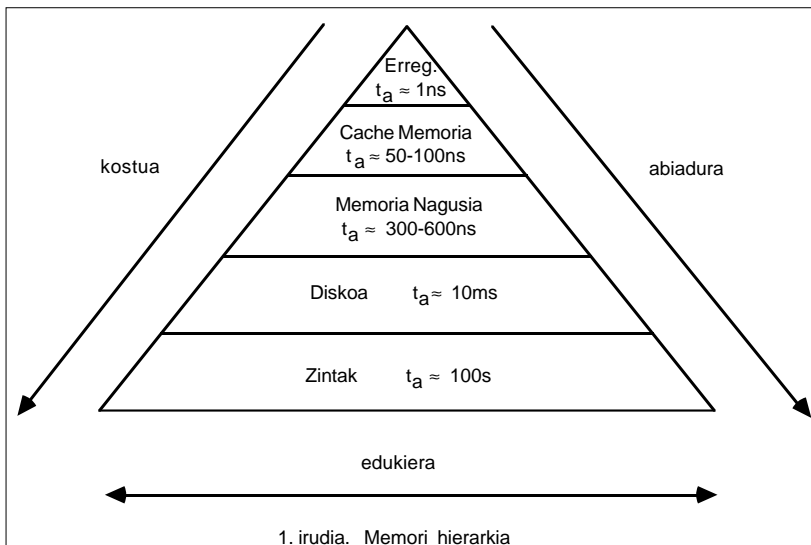 Erreg.
ta ≈ 1ns
Cache Memoria
ta ≈ 50-100ns
kostua
abiadura
Memoria Nagusia
ta ≈ 300-600ns
Diskoa ta ≈ 10ms
Zintak ta ≈ 100s
edukiera
1. irudia. Memori hierarkia